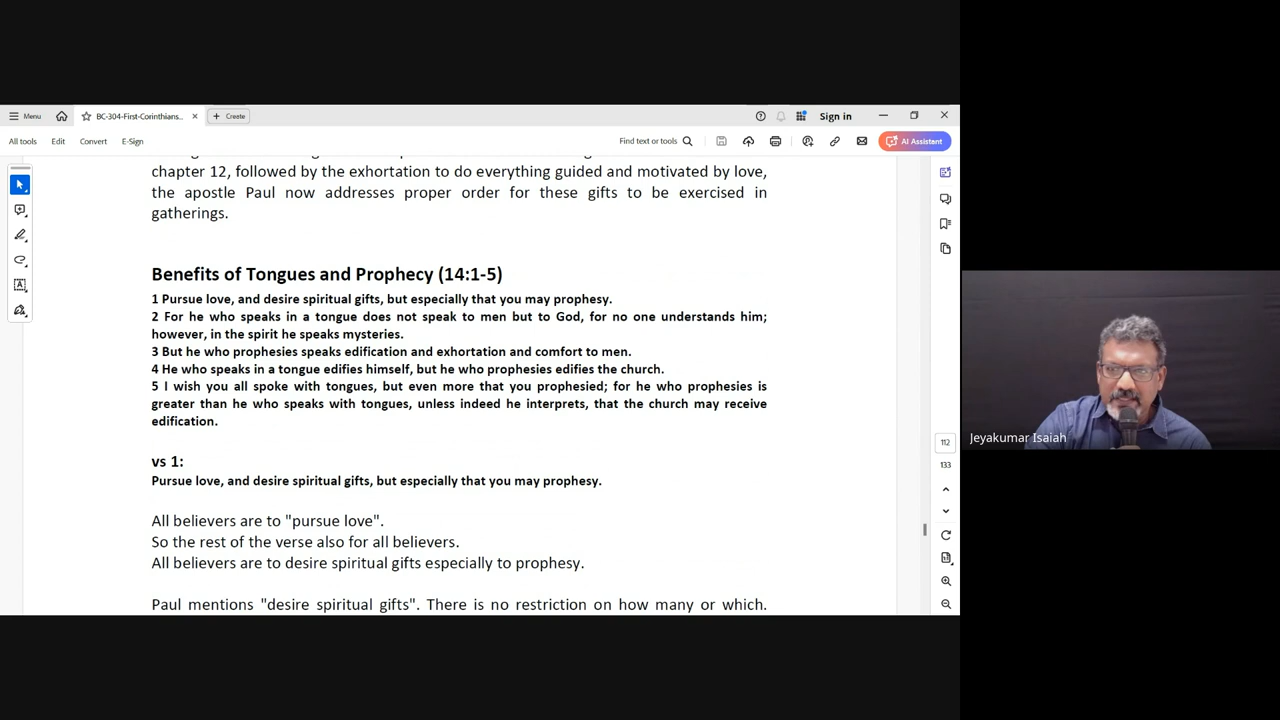 Menu
BC-304-First-Corinthians...
Create
Sign in
All tools
Edit
Convert
E-Sign
Find text or tools
AI Assistant
chapter 12, followed by the exhortation to do everything guided and motivated by love,
the apostle Paul now addresses proper order for these gifts to be exercised in
gatherings.
Benefits of Tongues and Prophecy (14:1-5)
1 Pursue love, and desire spiritual gifts, but especially that you may prophesy.
2 For he who speaks in a tongue does not speak to men but to God, for no one understands him;
however, in the spirit he speaks mysteries.
3 But he who prophesies speaks edification and exhortation and comfort to men.
4 He who speaks in a tongue edifies himself, but he who prophesies edifies the church.
5 I wish you all spoke with tongues, but even more that you prophesied; for he who prophesies is
greater than he who speaks with tongues, unless indeed he interprets, that the church may receive
edification.
vs 1:
Pursue love, and desire spiritual gifts, but especially that you may prophesy.
All believers are to "pursue love".
So the rest of the verse also for all believers.
All believers are to desire spiritual gifts especially to prophesy.
Paul mentions "desire spiritual gifts". There is no restriction on how many or which.
112
133
Jeyakumar Isaiah